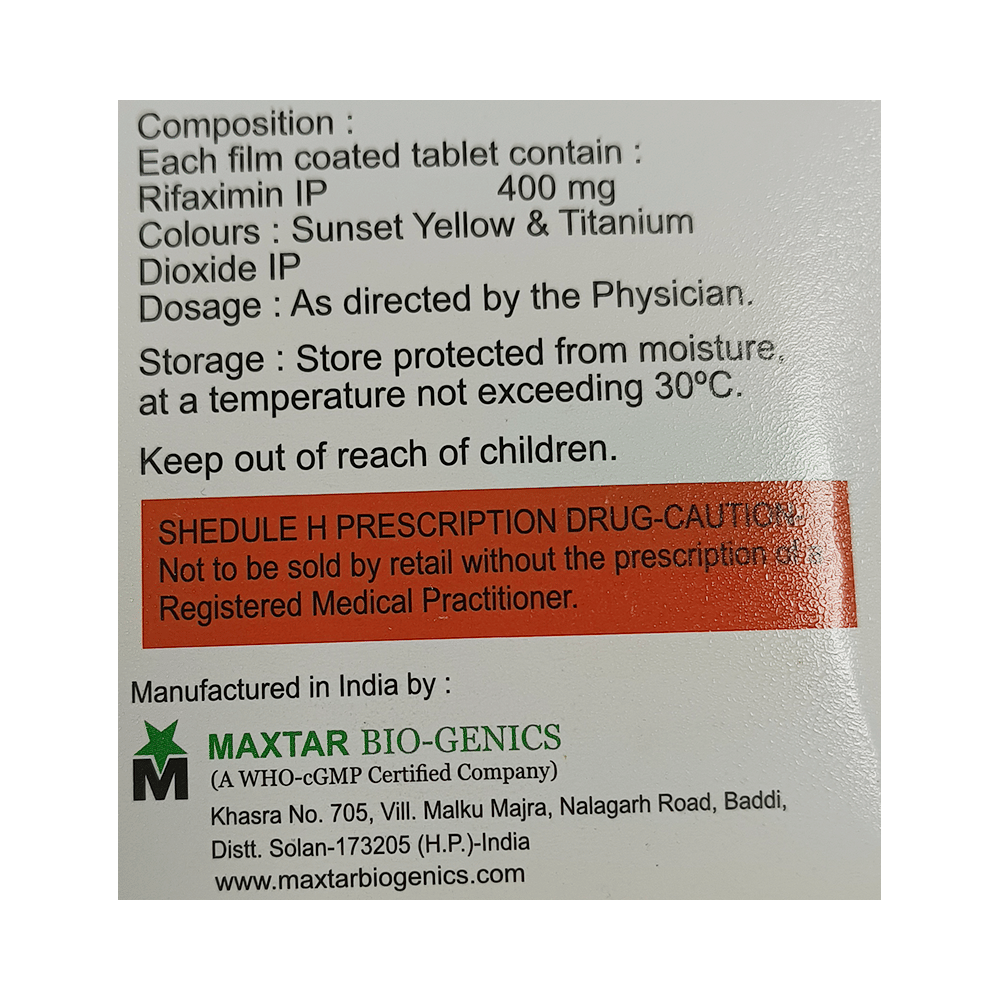 Composition :
Each film coated tablet contain :
Rifaximin IP 400 mg
Colours : Sunset Yellow & Titanium
Dioxide IP
Dosage : As directed by the Physician.
Storage : Store protected from moisture,
at a temperature not exceeding 30ºC.
Keep out of reach of children.
SHEDULE H PRESCRIPTION DRUG-CAUTION-
Not to be sold by retail without the prescription of a
Registered Medical Practitioner.
Manufactured in India by :
M
MAXTAR BIO-GENICS
(A WHO-cGMP Certified Company)
Khasra No. 705, Vill. Malku Majra, Nalagarh Road, Baddi,
Distt. Solan-173205 (H.P.)-India
www.maxtarbiogenics.com